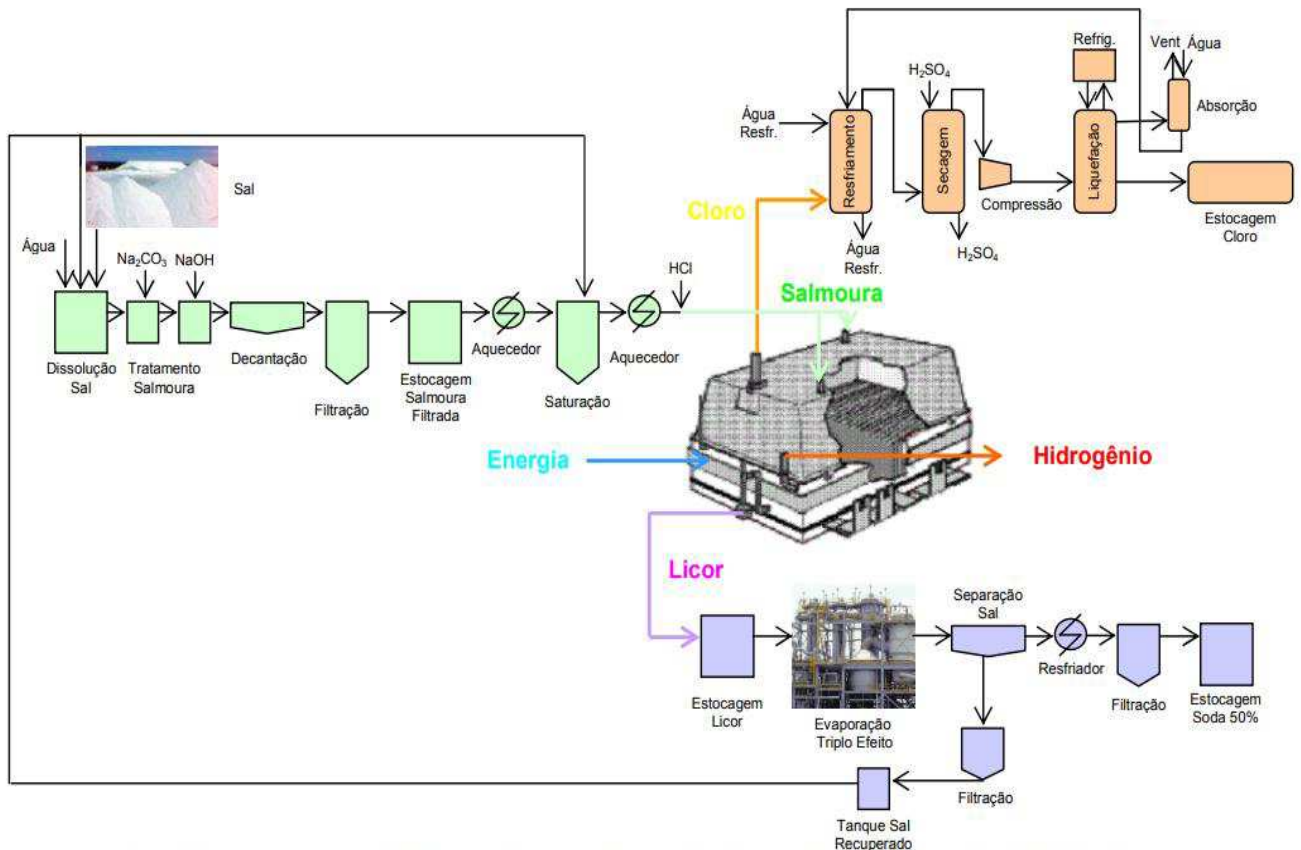 Refrig.
Vent
Água
H₂SO₄
Absorção
Água
Resfr.
Resfriamento
Secagem
Liquefação
Compressão
Estocagem
Cloro
Água
Resfr.
H₂SO₄
Cloro
Sal
Água
Na₂CO₃
NaOH
HCl
Salmoura
Dissolução
Sal
Tratamento
Salmoura
Decantação
Filtração
Estocagem
Salmoura
Filtrada
Aquecedor
Saturação
Aquecedor
Energia
Hidrogênio
Licor
Estocagem
Licor
Evaporação
Triplo Efeito
Separação
Sal
Resfriador
Filtração
Estocagem
Soda 50%
Filtração
Tanque Sal
Recuperado